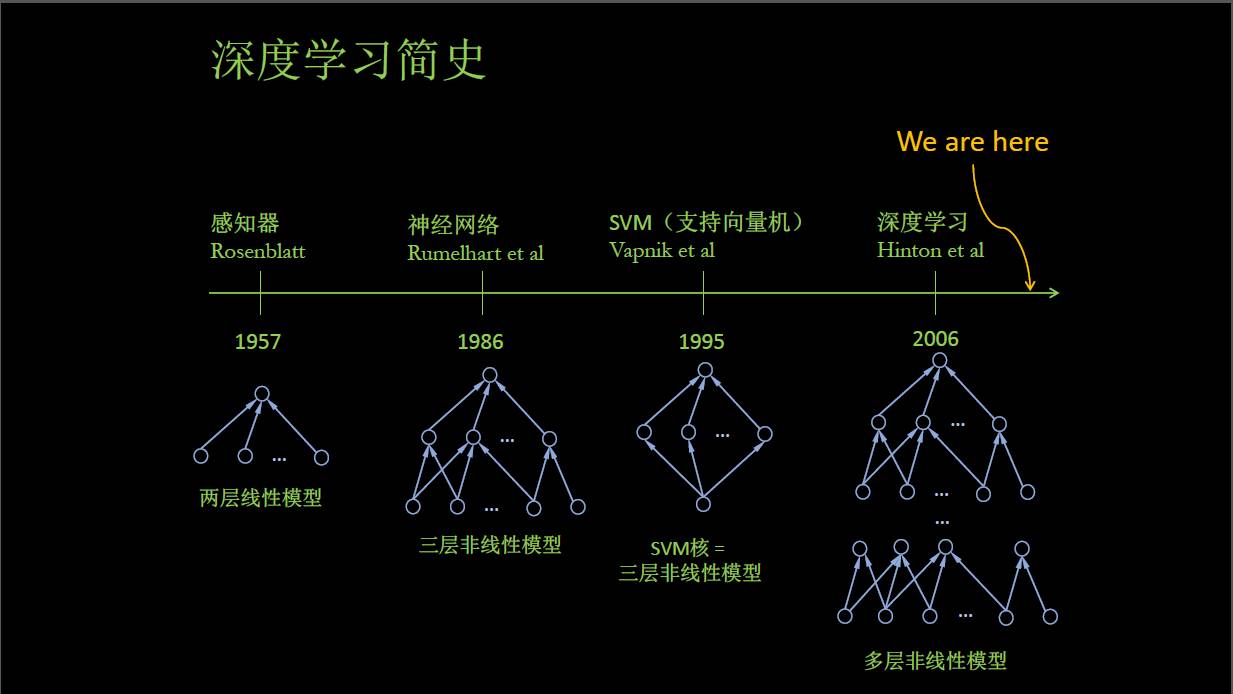 深度学习简史
We are here
感知器
Rosenblatt
神经网络
Rumelhart et al
SVM（支持向量机）
Vapnik et al
深度学习
Hinton et al
1957
1986
1995
2006
...
两层线性模型
...
...
三层非线性模型
...
SVM核 =
三层非线性模型
...
...
...
...
多层非线性模型